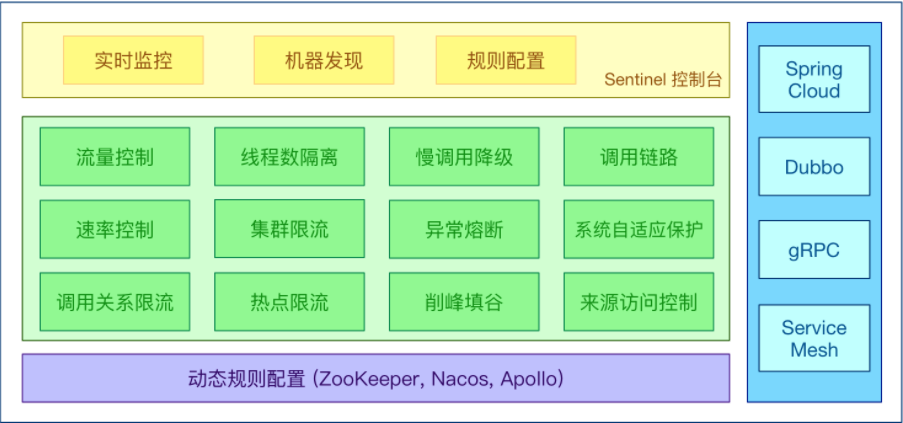 实时监控
机器发现
规则配置
Sentinel 控制台
流量控制
线程数隔离
慢调用降级
调用链路
速率控制
集群限流
异常熔断
系统自适应保护
调用关系限流
热点限流
削峰填谷
来源访问控制
动态规则配置 (ZooKeeper, Nacos, Apollo)
Spring
Cloud
Dubbo
gRPC
Service
Mesh